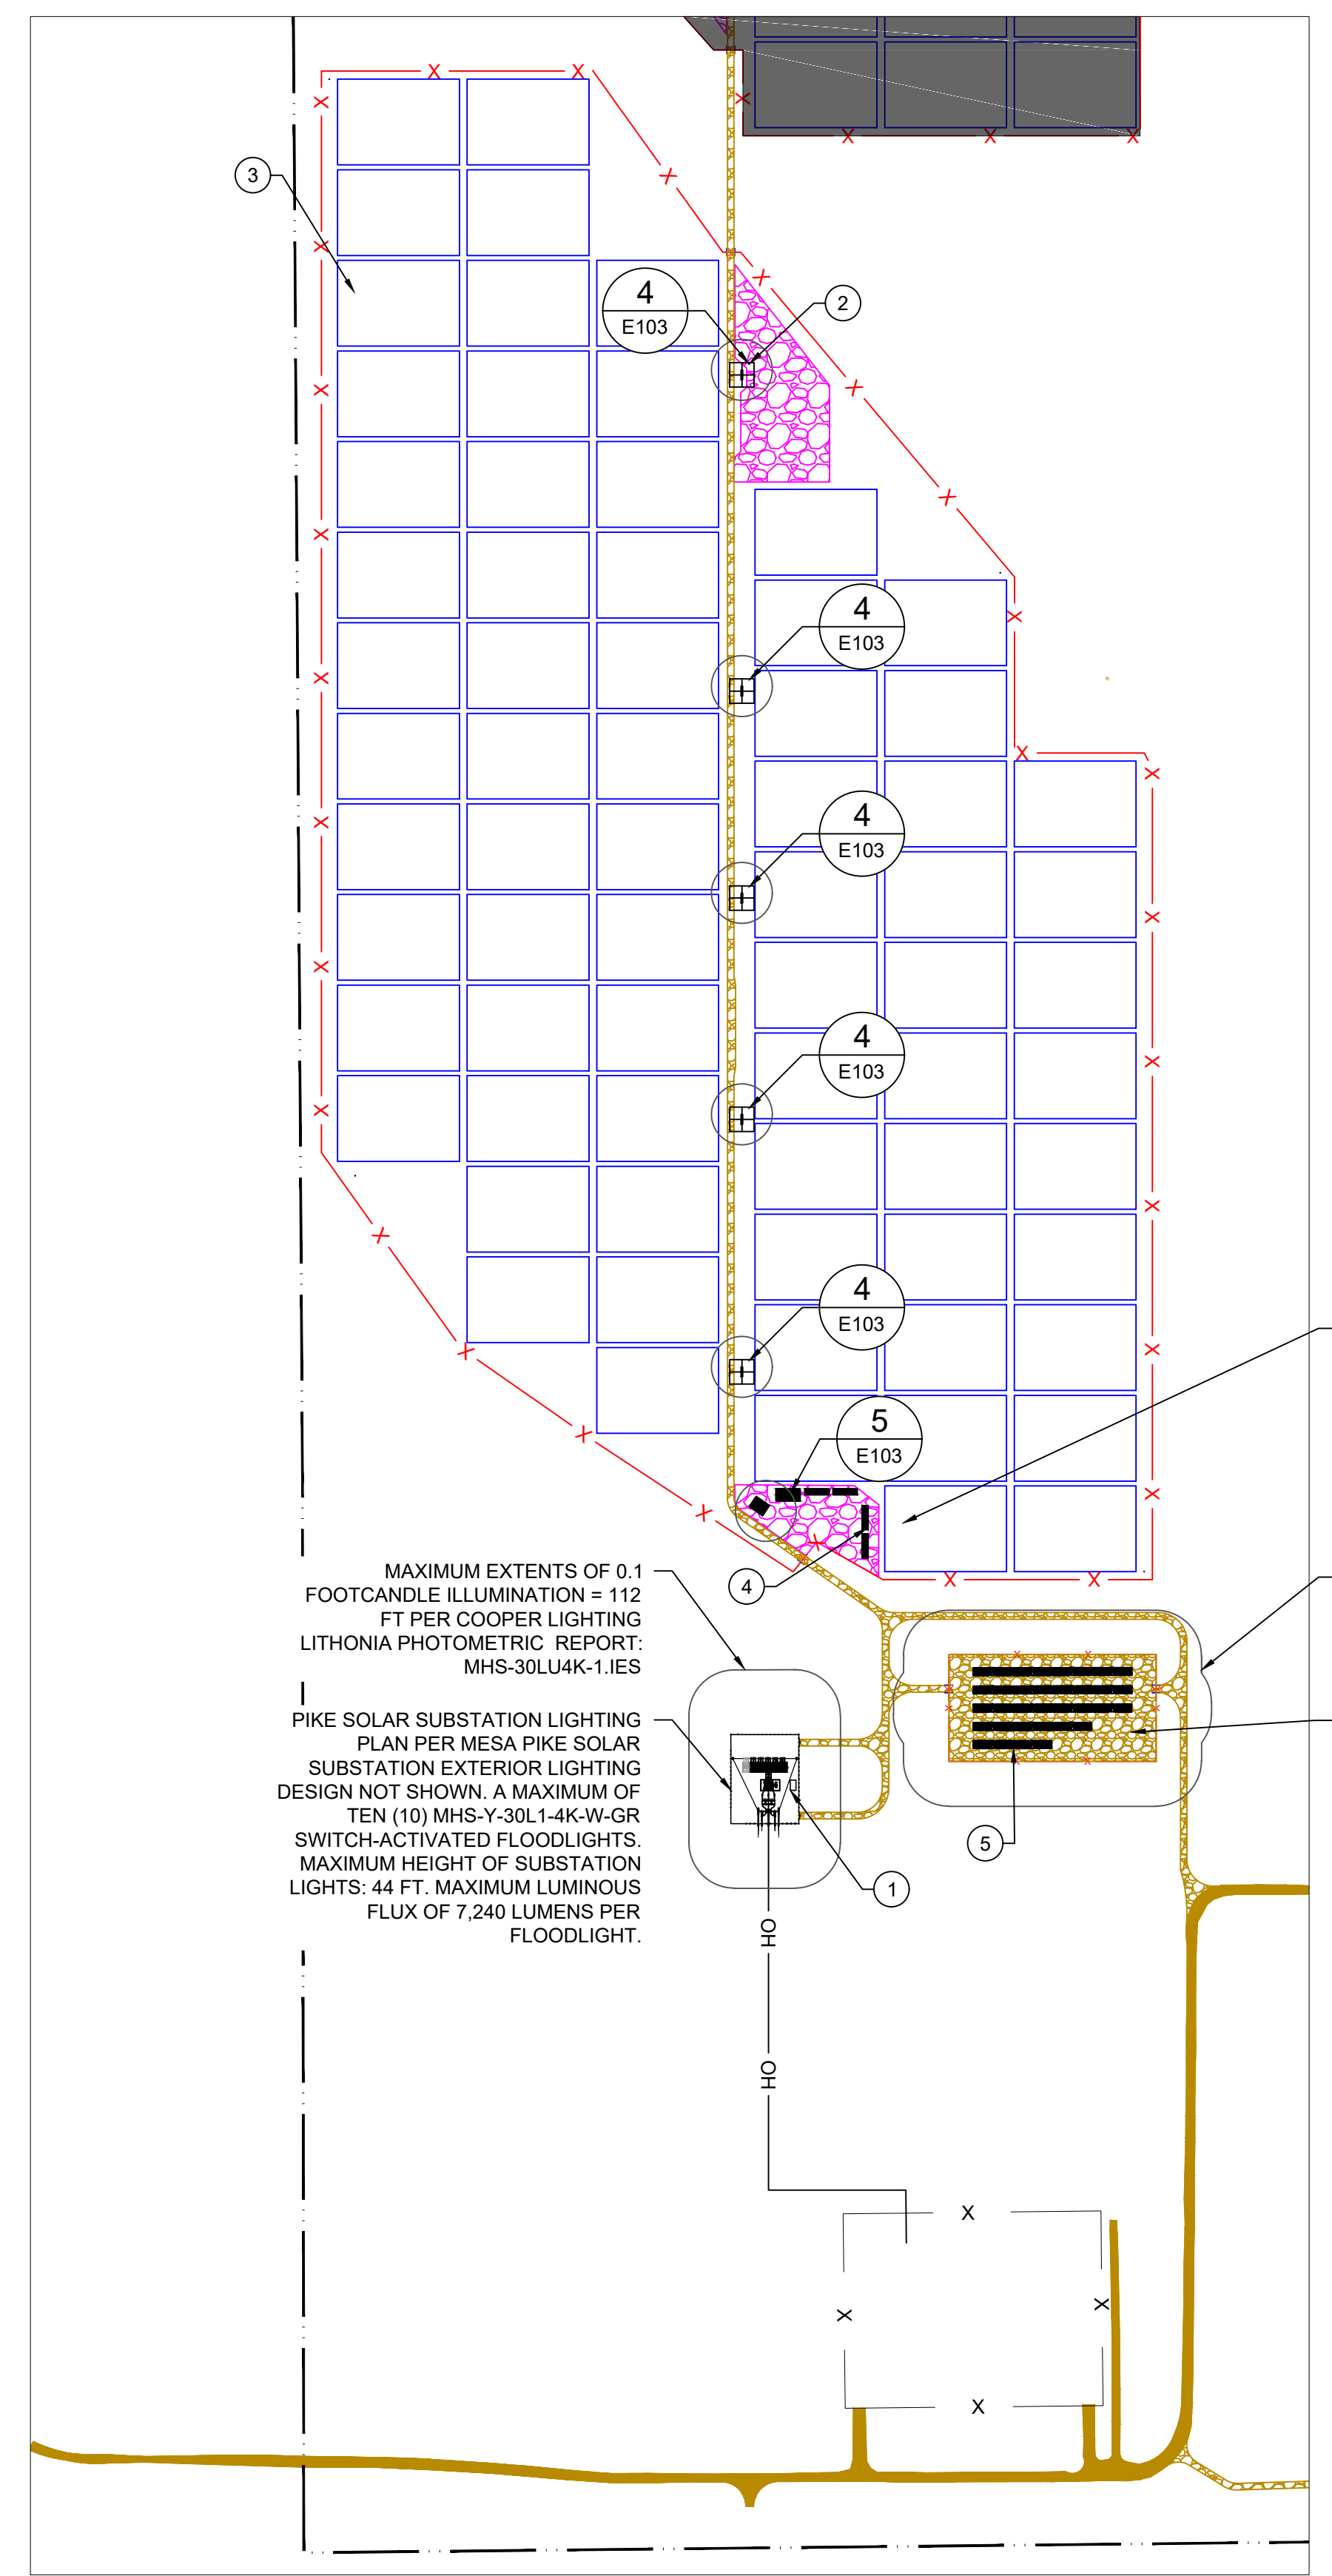 3
4
E103
2
4
E103
4
E103
4
E103
4
E103
5
E103
4
MAXIMUM EXTENTS OF 0.1
FOOTCANDLE ILLUMINATION = 112
FT PER COOPER LIGHTING
LITHONIA PHOTOMETRIC REPORT:
MHS-30LU4K-1.IES
PIKE SOLAR SUBSTATION LIGHTING
PLAN PER MESA PIKE SOLAR
SUBSTATION EXTERIOR LIGHTING
DESIGN NOT SHOWN. A MAXIMUM OF
TEN (10) MHS-Y-30L1-4K-W-GR
SWITCH-ACTIVATED FLOODLIGHTS.
MAXIMUM HEIGHT OF SUBSTATION
LIGHTS: 44 FT. MAXIMUM LUMINOUS
FLUX OF 7,240 LUMENS PER
FLOODLIGHT.
5
1
OH
OH
X
X
X
X